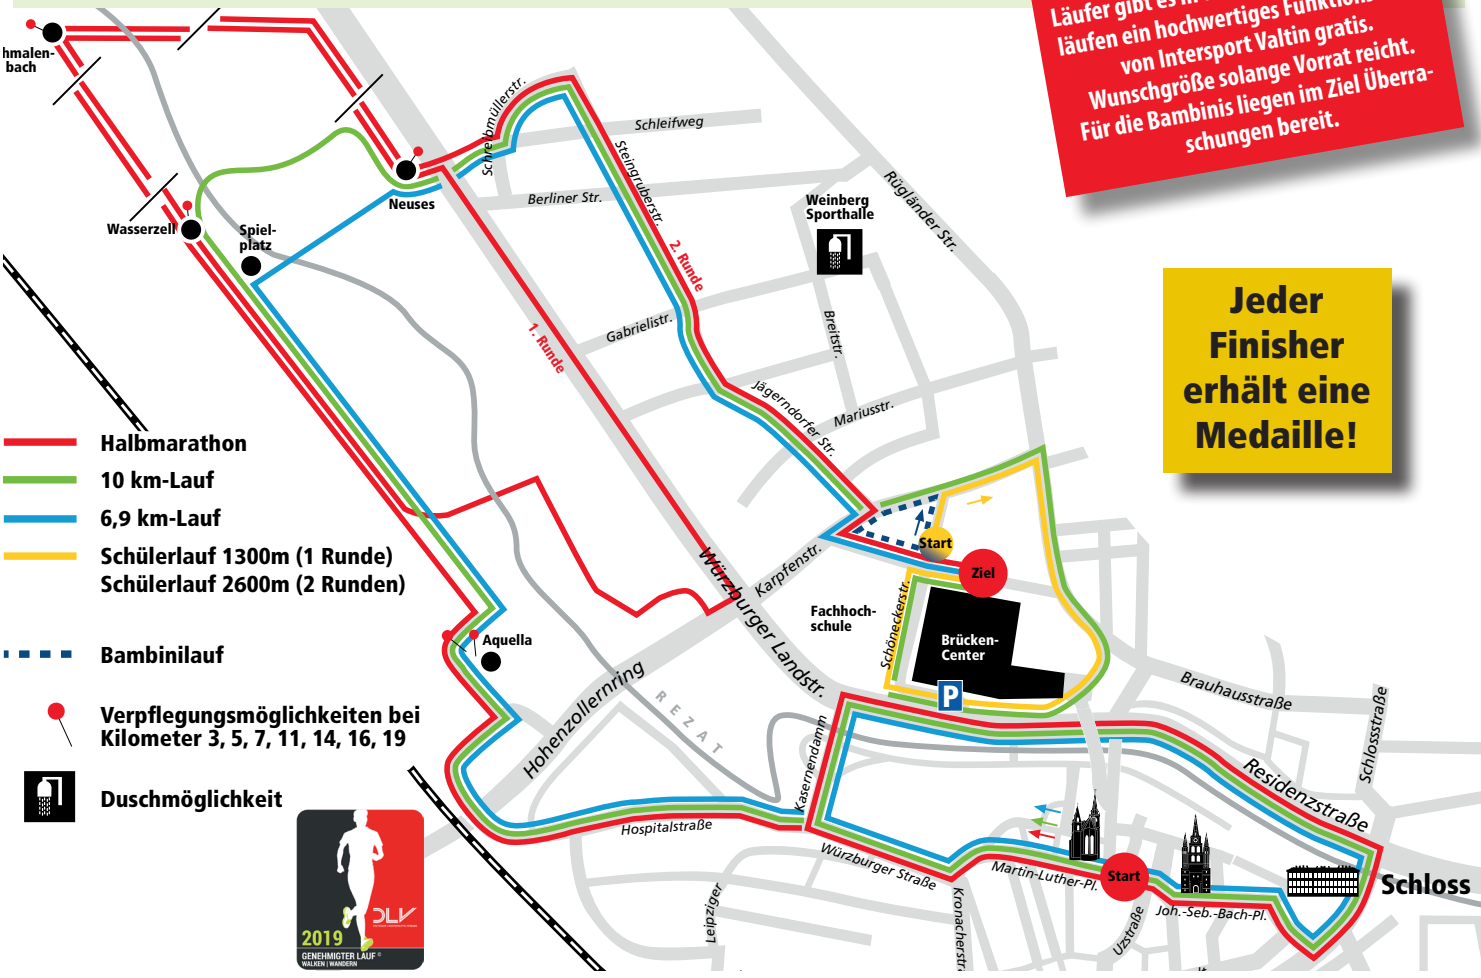 Läufer gibt es in
läufen ein hochwertiges Funktions
von Intersport Valtin gratis.
Wunschgröße solange Vorrat reicht.
Für die Bambinis liegen im Ziel Überra-
schungen bereit.
Jeder
Finisher
erhält eine
Medaille!
hmalen-
bach
Wasserzell
Spiel-
platz
Neuses
Schreibmüllerstr.
Schleifweg
Steingruberstr.
Berliner Str.
Weinberg
Sporthalle
Rügländer Str.
2. Runde
1. Runde
Gabrielistr.
Breitstr.
Jägerndorfer Str.
Mariusstr.
Halbmarathon
10 km-Lauf
6,9 km-Lauf
Schülerlauf 1300m (1 Runde)
Schülerlauf 2600m (2 Runden)
Bambinilauf
Verpflegungsmöglichkeiten bei
Kilometer 3, 5, 7, 11, 14, 16, 19
Duschmöglichkeit
Start
Ziel
Karpfenstr.
Würzburger Landstr.
Fachhoch-
schule
Schöneckerstr.
Brücken-
Center
P
Aquella
Hohenzollernring
REZAT
Kasernendamm
Brauhausstraße
Schlossstraße
Residenzstraße
Hospitalstraße
Würzburger Straße
Martin-Luther-Pl.
Start
Joh.-Seb.-Bach-Pl.
Schloss
Leipziger
Kronacherstr
Uzstraße
DLV
2019
GENEHMIGTER LAUF ®
WALKEN | WANDERN